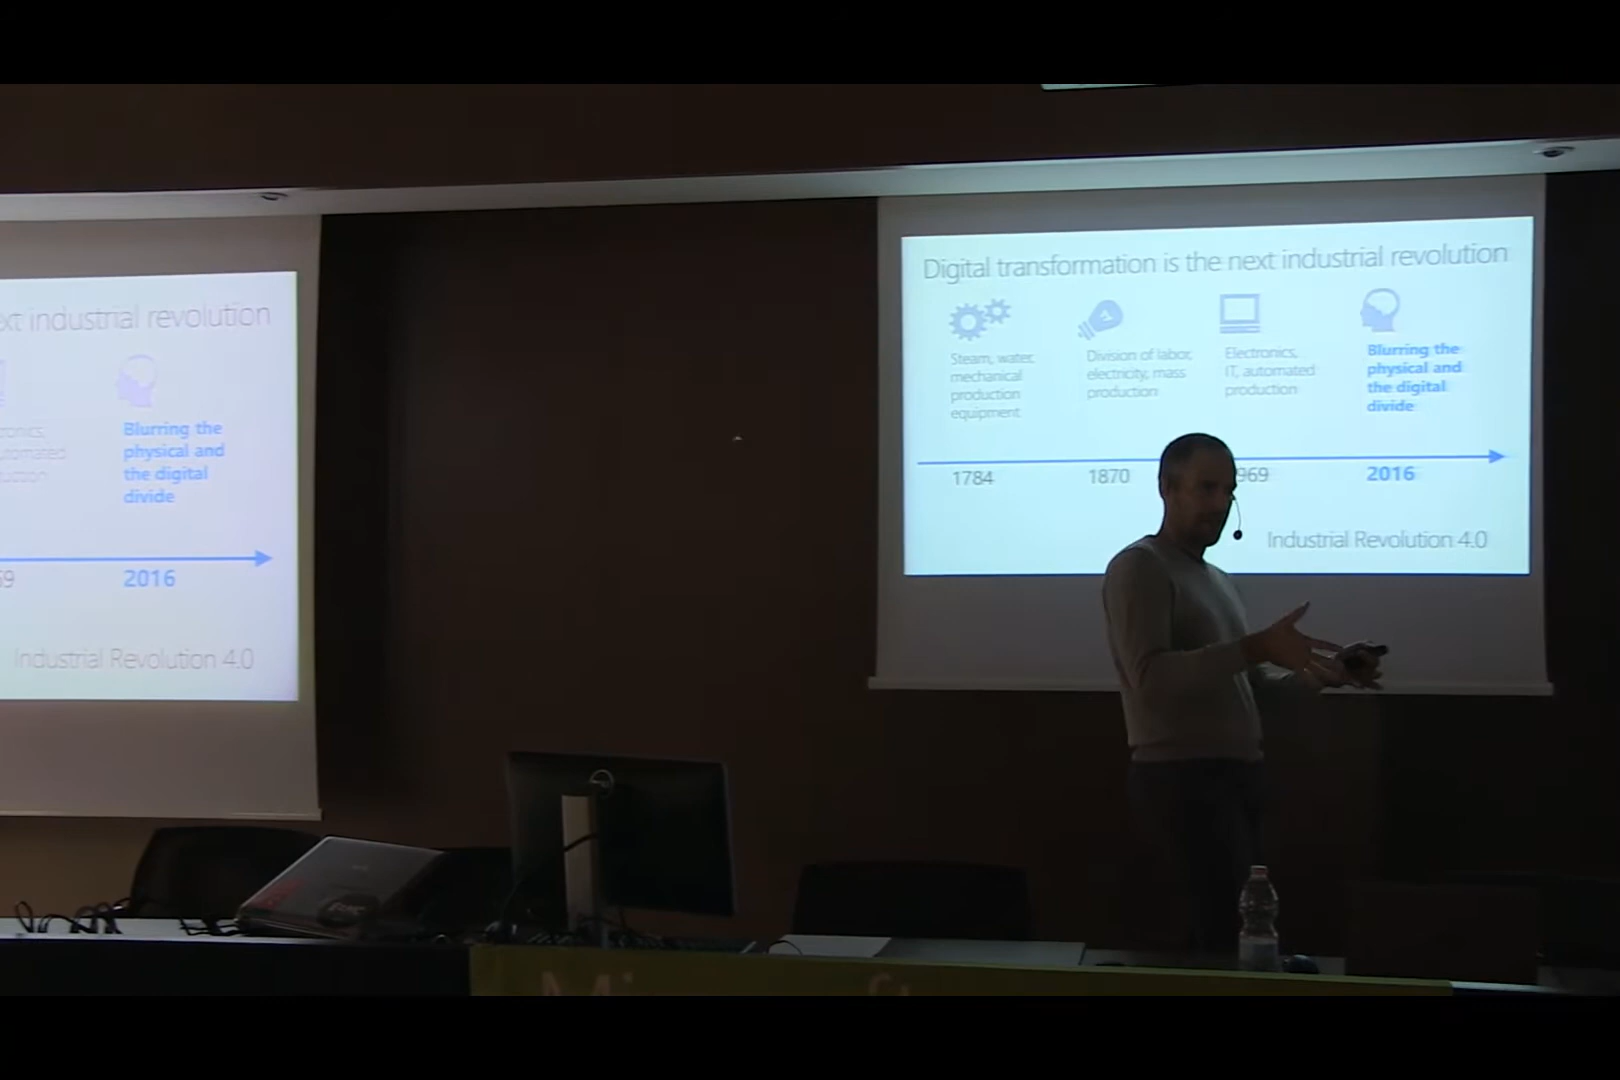 xt industrial revolution
Blurring the
physical and
the digital
divide
2016
Industrial Revolution 4.0
Digital transformation is the next industrial revolution
Steam, water,
mechanical
production
equipment
Division of labor,
electricity, mass
production
Electronics,
IT, automated
production
Blurring the
physical and
the digital
divide
1784
1870
969
2016
Industrial Revolution 4.0